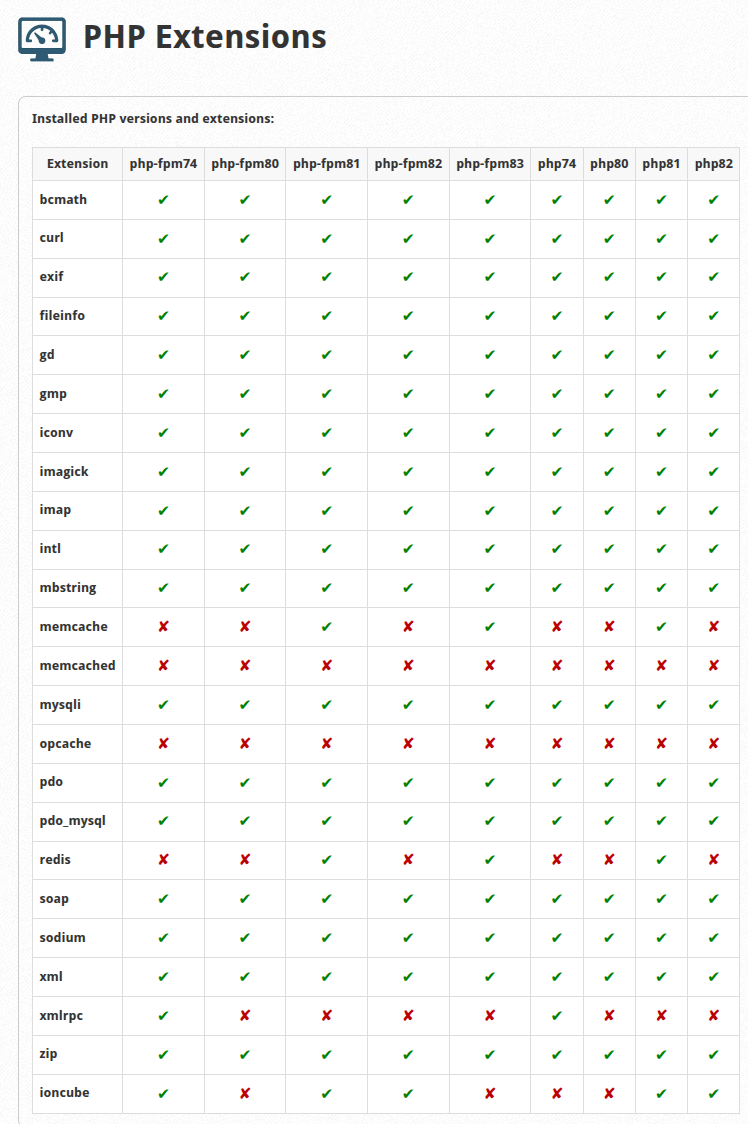 PHP Extensions
Installed PHP versions and extensions:
Extension php-fpm74 php-fpm80 php-fpm81 php-fpm82 php-fpm83 php74 php80 php81 php82
bcmath ✔ ✔ ✔ ✔ ✔ ✔ ✔ ✔ ✔
curl ✔ ✔ ✔ ✔ ✔ ✔ ✔ ✔ ✔
exif ✔ ✔ ✔ ✔ ✔ ✔ ✔ ✔ ✔
fileinfo ✔ ✔ ✔ ✔ ✔ ✔ ✔ ✔ ✔
gd ✔ ✔ ✔ ✔ ✔ ✔ ✔ ✔ ✔
gmp ✔ ✔ ✔ ✔ ✔ ✔ ✔ ✔ ✔
iconv ✔ ✔ ✔ ✔ ✔ ✔ ✔ ✔ ✔
imagick ✔ ✔ ✔ ✔ ✔ ✔ ✔ ✔ ✔
imap ✔ ✔ ✔ ✔ ✔ ✔ ✔ ✔ ✔
intl ✔ ✔ ✔ ✔ ✔ ✔ ✔ ✔ ✔
mbstring ✔ ✔ ✔ ✔ ✔ ✔ ✔ ✔ ✔
memcache ✘ ✘ ✔ ✘ ✔ ✘ ✘ ✔ ✘
memcached ✘ ✘ ✘ ✘ ✘ ✘ ✘ ✘ ✘
mysqli ✔ ✔ ✔ ✔ ✔ ✔ ✔ ✔ ✔
opcache ✘ ✘ ✘ ✘ ✘ ✘ ✘ ✘ ✘
pdo ✔ ✔ ✔ ✔ ✔ ✔ ✔ ✔ ✔
pdo_mysql ✔ ✔ ✔ ✔ ✔ ✔ ✔ ✔ ✔
redis ✘ ✘ ✔ ✘ ✔ ✘ ✘ ✔ ✘
soap ✔ ✔ ✔ ✔ ✔ ✔ ✔ ✔ ✔
sodium ✔ ✔ ✔ ✔ ✔ ✔ ✔ ✔ ✔
xml ✔ ✔ ✔ ✔ ✔ ✔ ✔ ✔ ✔
xmlrpc ✔ ✘ ✘ ✘ ✘ ✔ ✘ ✘ ✘
zip ✔ ✔ ✔ ✔ ✔ ✔ ✔ ✔ ✔
ioncube ✔ ✘ ✔ ✔ ✘ ✘ ✘ ✔ ✔